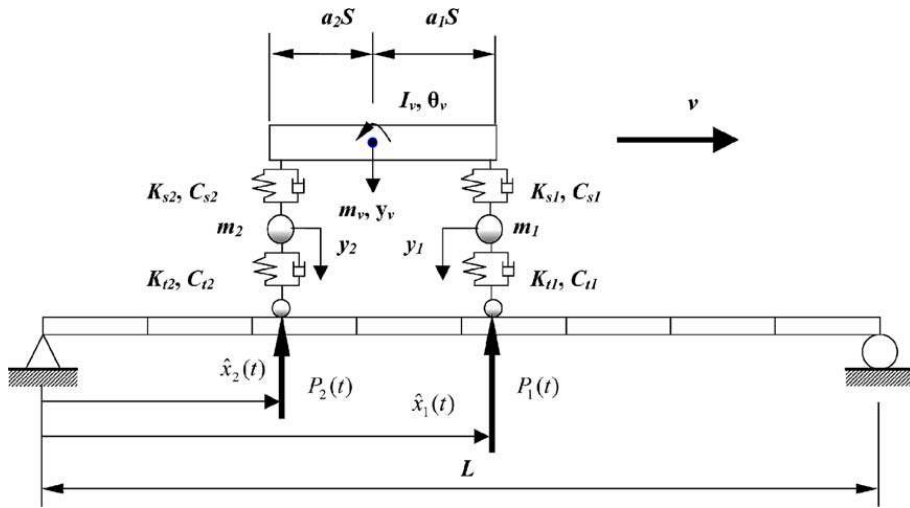 a₂S a₁S
Iᵥ, θᵥ
v
Kₛ₂, Cₛ₂ Kₛ₁, Cₛ₁
mᵥ, yᵥ
m₂ m₁
y₂ y₁
Kₜ₂, Cₜ₂ Kₜ₁, Cₜ₁
x̂₂(t) P₂(t) P₁(t)
x̂₁(t)
L